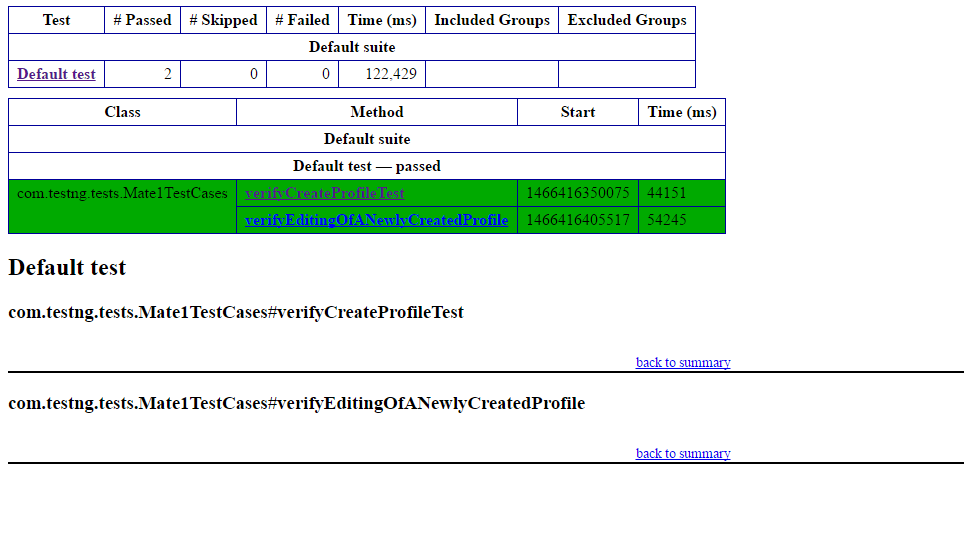 Test # Passed # Skipped # Failed Time (ms) Included Groups Excluded Groups
Default suite
Default test 2 0 0 122,429
Class Method Start Time (ms)
Default suite
Default test — passed
com.testng.tests.Mate1TestCases verifyCreateProfileTest 1466416350075 44151
verifyEditingOfANewlyCreatedProfile 1466416405517 54245
Default test
com.testng.tests.Mate1TestCases#verifyCreateProfileTest
back to summary
com.testng.tests.Mate1TestCases#verifyEditingOfANewlyCreatedProfile
back to summary